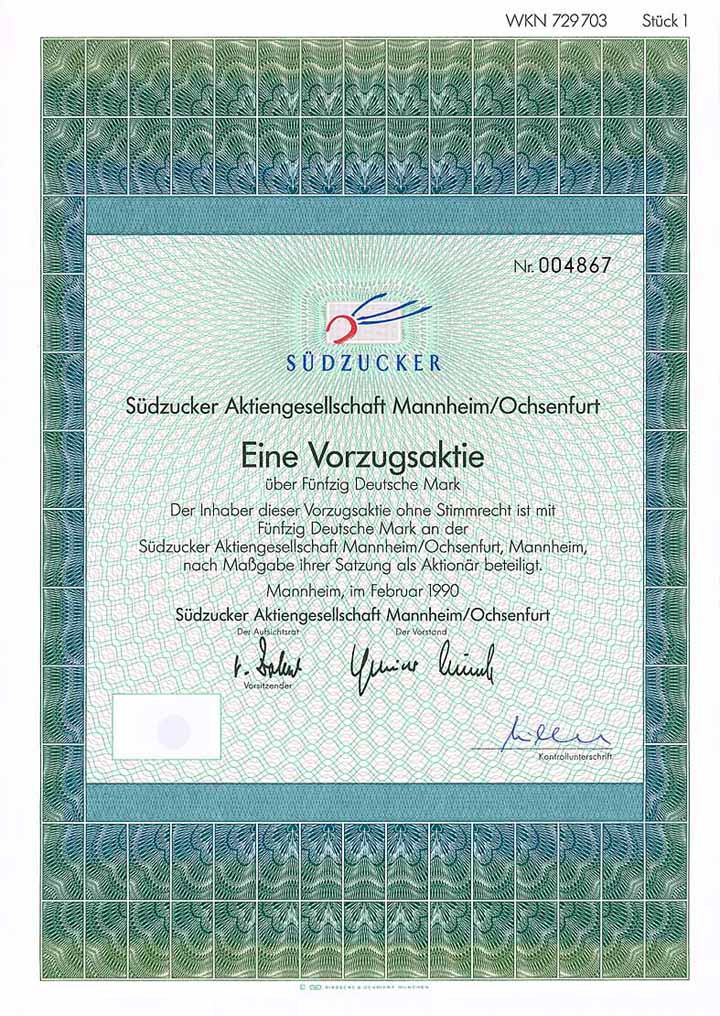 WKN 729 703 Stück 1
Nr. 004867
SÜDZUCKER
Südzucker Aktiengesellschaft Mannheim/Ochsenfurt
Eine Vorzugsaktie
über Fünfzig Deutsche Mark
Der Inhaber dieser Vorzugsaktie ohne Stimmrecht ist mit
Fünfzig Deutsche Mark an der
Südzucker Aktiengesellschaft Mannheim/Ochsenfurt, Mannheim,
nach Maßgabe ihrer Satzung als Aktionär beteiligt.
Mannheim, im Februar 1990
Südzucker Aktiengesellschaft Mannheim/Ochsenfurt
Der Aufsichtsrat Der Vorstand
Vorsitzender
Kontrollunterschrift